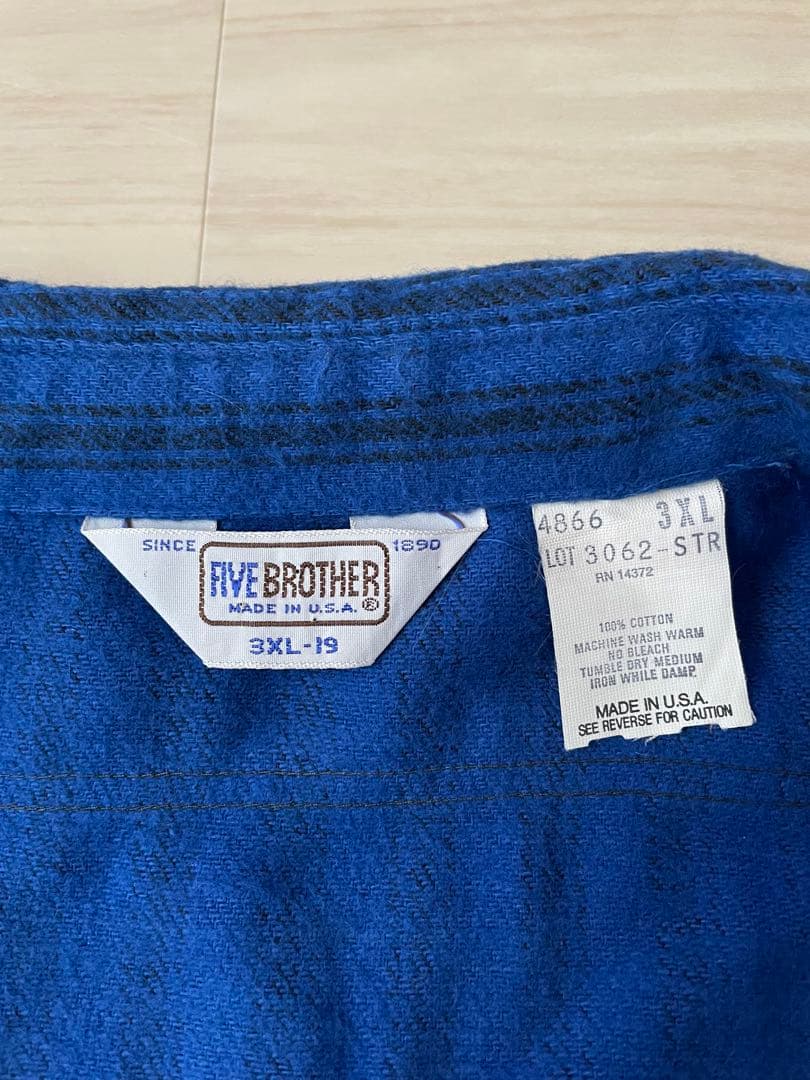 SINCE 1890
FIVE BROTHER
MADE IN U.S.A. ®
3XL-19
4866 3XL
LOT 3062-STR
RN 14372
100% COTTON
MACHINE WASH WARM
NO BLEACH
TUMBLE DRY MEDIUM
IRON WHILE DAMP.
MADE IN U.S.A.
SEE REVERSE FOR CAUTION